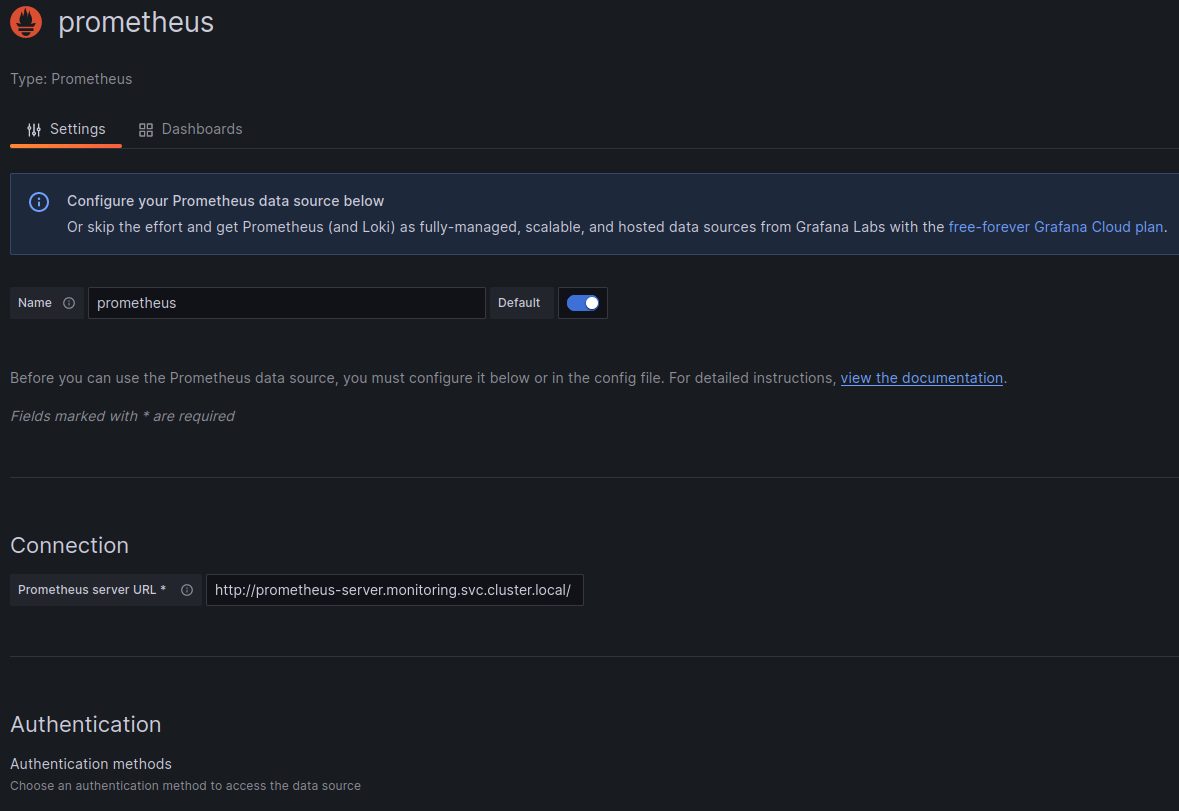 prometheus
Type: Prometheus
Settings
Dashboards
Configure your Prometheus data source below
Or skip the effort and get Prometheus (and Loki) as fully-managed, scalable, and hosted data sources from Grafana Labs with the free-forever Grafana Cloud plan.
Name
prometheus
Default
Before you can use the Prometheus data source, you must configure it below or in the config file. For detailed instructions, view the documentation.
Fields marked with * are required
Connection
Prometheus server URL *
http://prometheus-server.monitoring.svc.cluster.local/
Authentication
Authentication methods
Choose an authentication method to access the data source